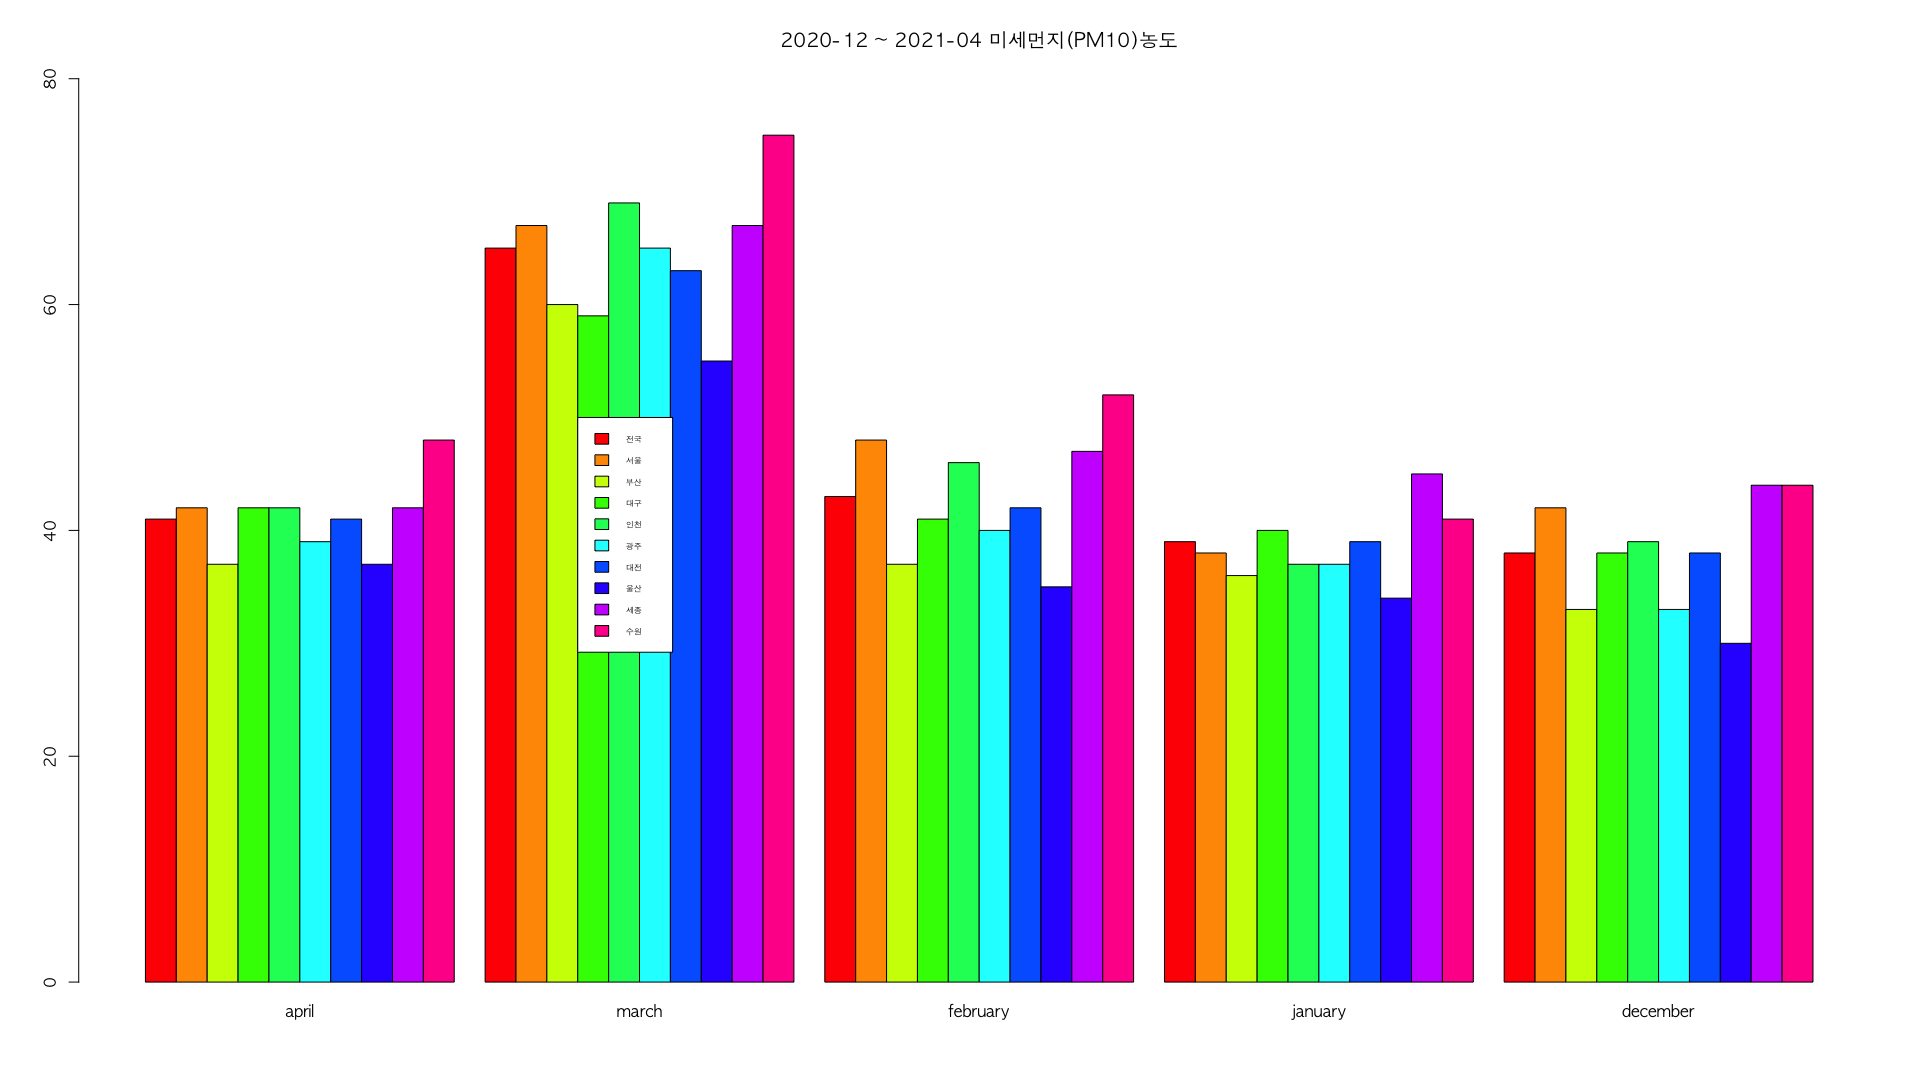 2020-12 ~ 2021-04 미세먼지(PM10)농도
80
60
40
20
0
전국
서울
부산
대구
인천
광주
대전
울산
세종
수원
april
march
february
january
december